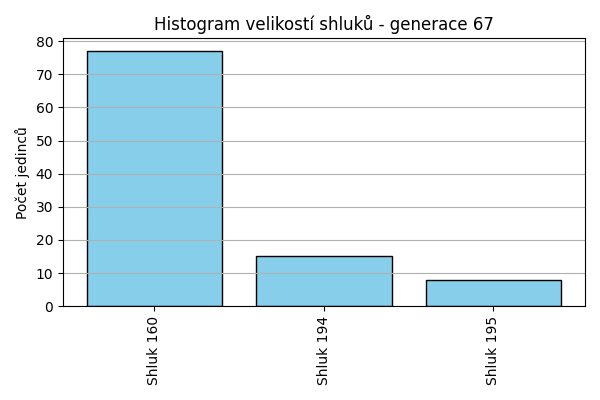 Histogram velikostí shluků - generace 67
Počet jedinců
80
70
60
50
40
30
20
10
0
Shluk 160
Shluk 194
Shluk 195